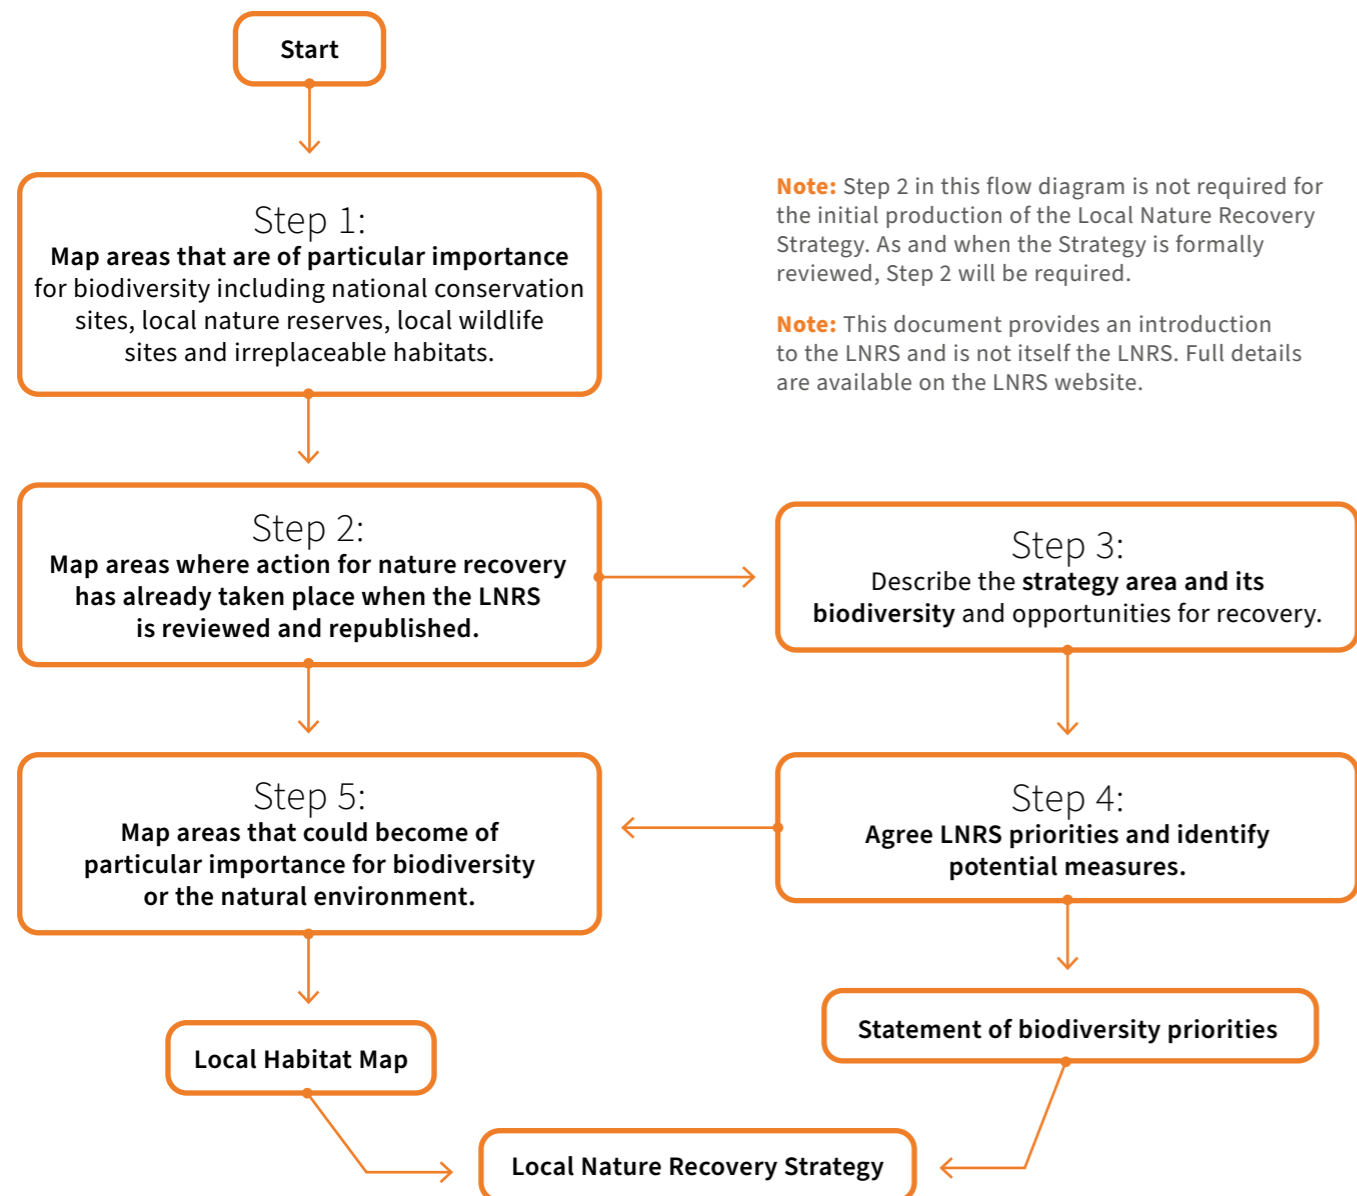 Start
Step 1:
Map areas that are of particular importance
for biodiversity including national conservation
sites, local nature reserves, local wildlife
sites and irreplaceable habitats.
Note: Step 2 in this flow diagram is not required for
the initial production of the Local Nature Recovery
Strategy. As and when the Strategy is formally
reviewed, Step 2 will be required.
Note: This document provides an introduction
to the LNRS and is not itself the LNRS. Full details
are available on the LNRS website.
Step 2:
Map areas where action for nature recovery
has already taken place when the LNRS
is reviewed and republished.
Step 3:
Describe the strategy area and its
biodiversity and opportunities for recovery.
Step 4:
Agree LNRS priorities and identify
potential measures.
Step 5:
Map areas that could become of
particular importance for biodiversity
or the natural environment.
Local Habitat Map
Statement of biodiversity priorities
Local Nature Recovery Strategy